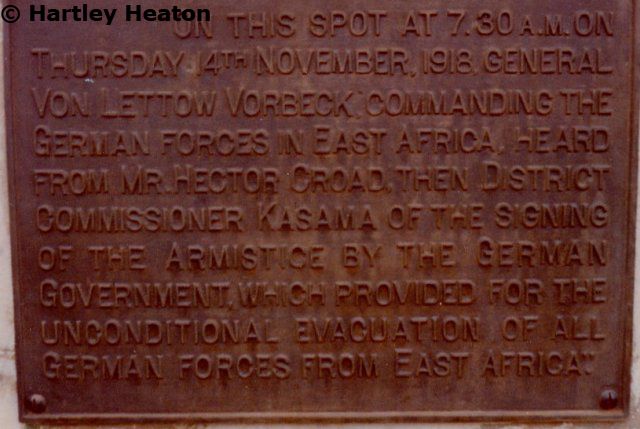 © Hartley Heaton
ON THIS SPOT AT 7.30 A.M. ON
THURSDAY 14TH NOVEMBER, 1918, GENERAL
VON LETTOW VORBECK, COMMANDING THE
GERMAN FORCES IN EAST AFRICA, HEARD
FROM MR. HECTOR CROAD, THEN DISTRICT
COMMISSIONER KASAMA OF THE SIGNING
OF THE ARMISTICE BY THE GERMAN
GOVERNMENT, WHICH PROVIDED FOR THE
UNCONDITIONAL EVACUATION OF ALL
GERMAN FORCES FROM EAST AFRICA."